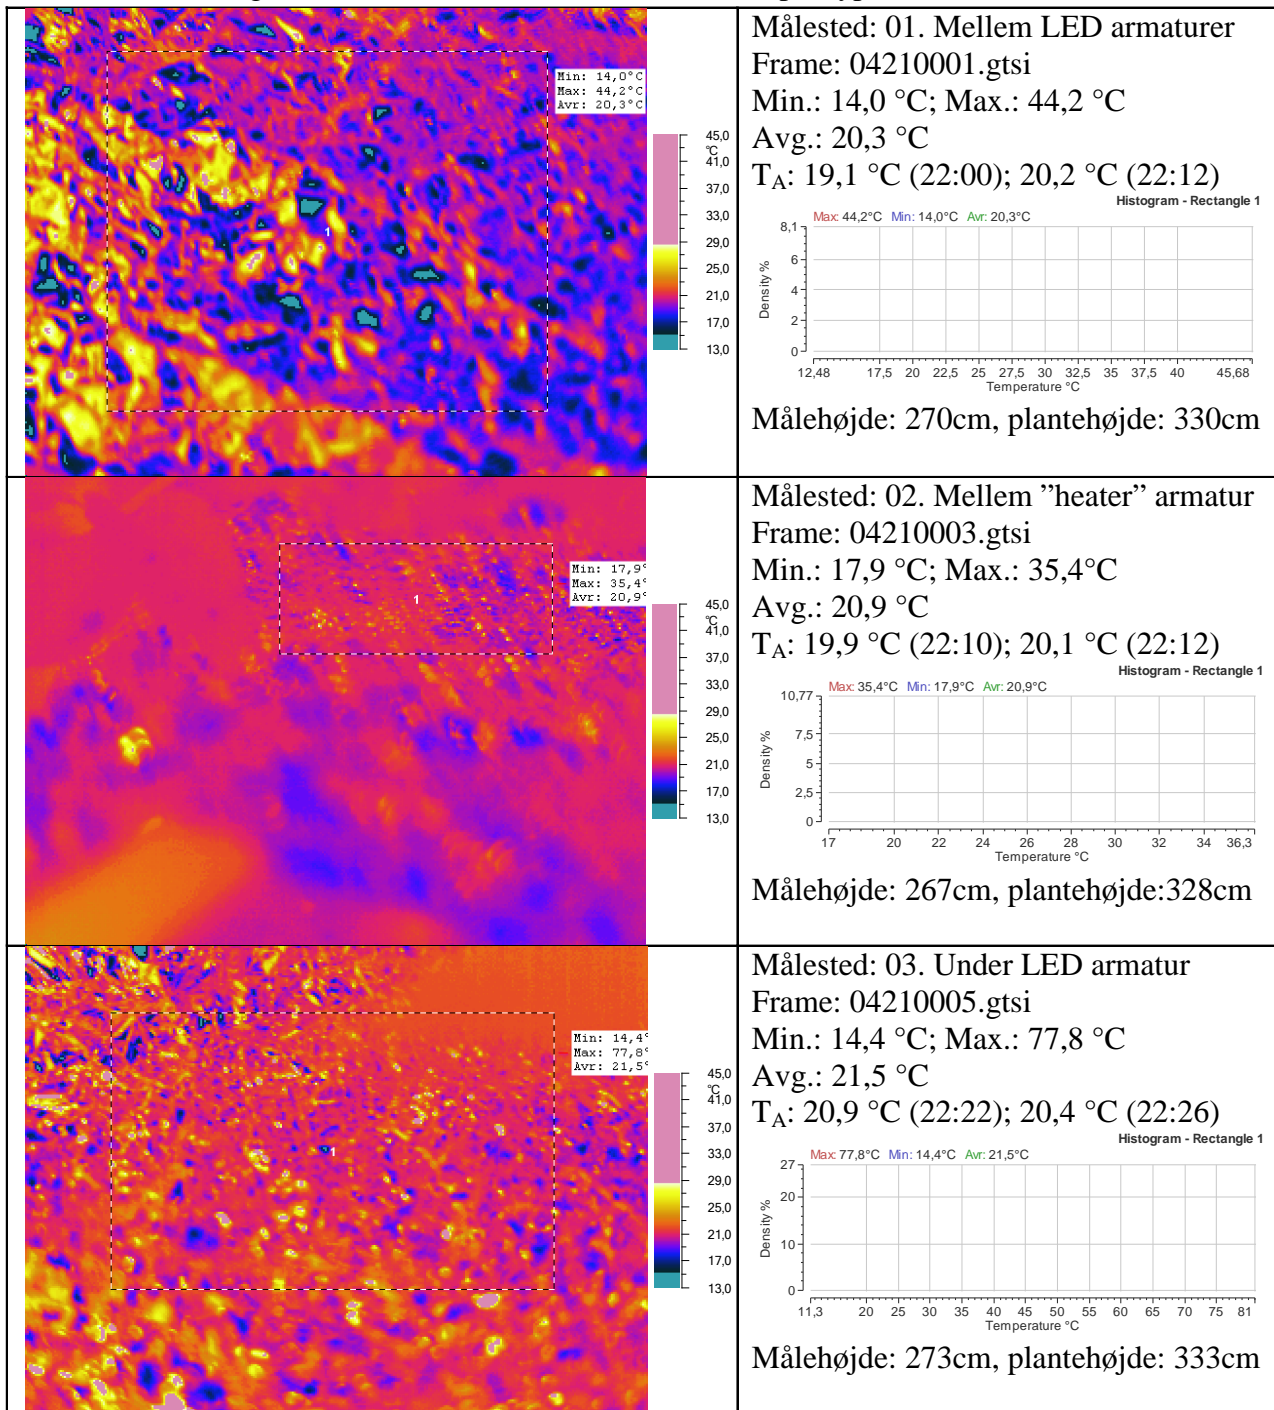 Min: 14,0°C
Max: 44,2°C
Avr: 20,3°C
1
45,0
°C
41,0
37,0
33,0
29,0
25,0
21,0
17,0
13,0
Målested: 01. Mellem LED armaturer
Frame: 04210001.gtsi
Min.: 14,0 °C; Max.: 44,2 °C
Avg.: 20,3 °C
TA: 19,1 °C (22:00); 20,2 °C (22:12)
Histogram - Rectangle 1
Max: 44,2°C Min: 14,0°C Avr: 20,3°C
8,1
6
4
2
0
Density %
12,48 17,5 20 22,5 25 27,5 30 32,5 35 37,5 40 45,68
Temperature °C
Målehøjde: 270cm, plantehøjde: 330cm
Min: 17,9°
Max: 35,4°
Avr: 20,9°
1
45,0
°C
41,0
37,0
33,0
29,0
25,0
21,0
17,0
13,0
Målested: 02. Mellem ”heater” armatur
Frame: 04210003.gtsi
Min.: 17,9 °C; Max.: 35,4°C
Avg.: 20,9 °C
TA: 19,9 °C (22:10); 20,1 °C (22:12)
Histogram - Rectangle 1
Max: 35,4°C Min: 17,9°C Avr: 20,9°C
10,77
7,5
5
2,5
0
Density %
17 20 22 24 26 28 30 32 34 36,3
Temperature °C
Målehøjde: 267cm, plantehøjde:328cm
Min: 14,4°
Max: 77,8°
Avr: 21,5°
1
45,0
°C
41,0
37,0
33,0
29,0
25,0
21,0
17,0
13,0
Målested: 03. Under LED armatur
Frame: 04210005.gtsi
Min.: 14,4 °C; Max.: 77,8 °C
Avg.: 21,5 °C
TA: 20,9 °C (22:22); 20,4 °C (22:26)
Histogram - Rectangle 1
Max: 77,8°C Min: 14,4°C Avr: 21,5°C
27
20
10
0
Density %
11,3 20 25 30 35 40 45 50 55 60 65 70 75 81
Temperature °C
Målehøjde: 273cm, plantehøjde: 333cm